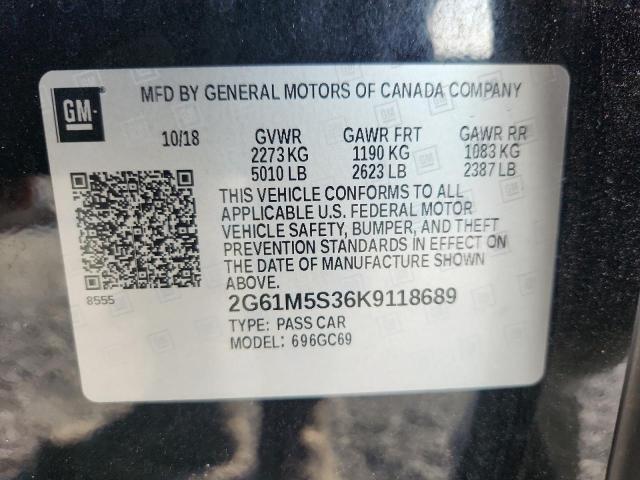 GM
MFD BY GENERAL MOTORS OF CANADA COMPANY
10/18 GVWR GAWR FRT GAWR RR
2273 KG 1190 KG 1083 KG
5010 LB 2623 LB 2387 LB
THIS VEHICLE CONFORMS TO ALL
APPLICABLE U.S. FEDERAL MOTOR
VEHICLE SAFETY, BUMPER, AND THEFT
PREVENTION STANDARDS IN EFFECT ON
THE DATE OF MANUFACTURE SHOWN
ABOVE.
8555
2G61M5S36K9118689
TYPE: PASS CAR
MODEL: 696GC69